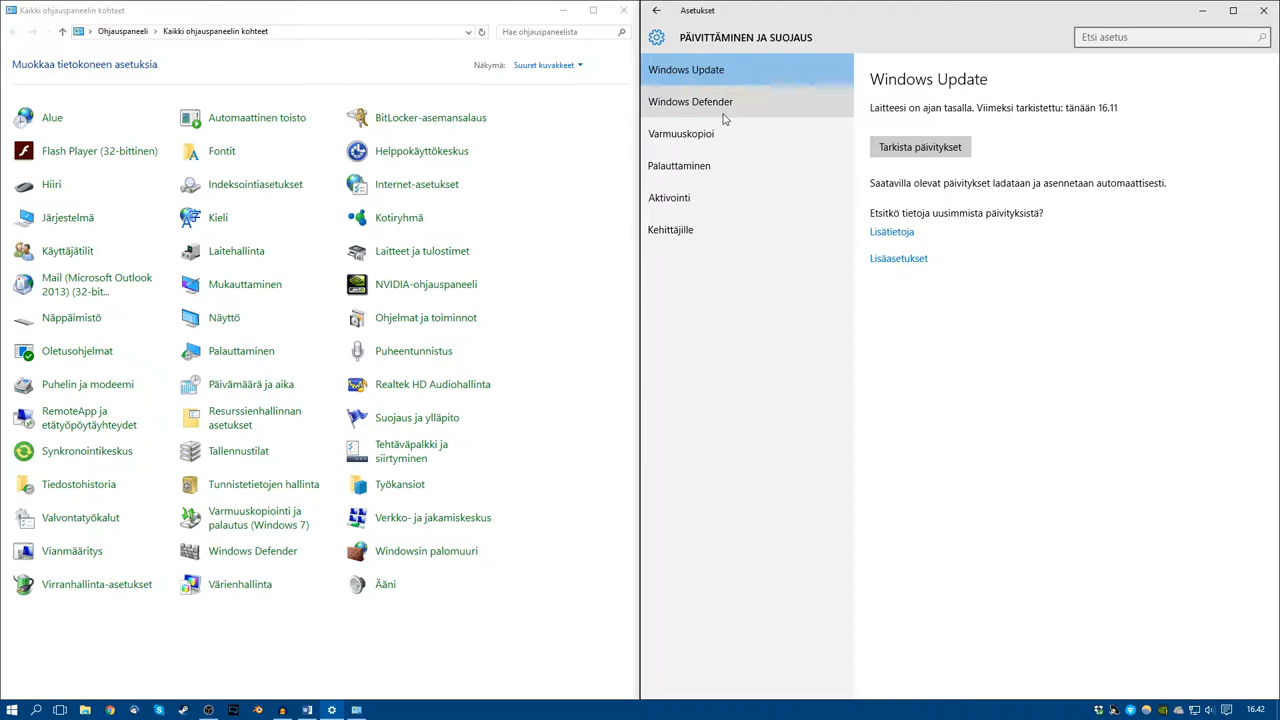 Kaikki ohjauspaneelin kohteet
Ohjauspaneeli
Kaikki ohjauspaneelin kohteet
Hae ohjauspaneelista
Muokkaa tietokoneen asetuksia
Näkymä:
Suuret kuvakkeet
Alue
Automaattinen toisto
BitLocker-asemansalaus
Flash Player (32-bittinen)
Fontit
Helppokäyttökeskus
Hiiri
Indeksointiasetukset
Internet-asetukset
Järjestelmä
Kieli
Kotiryhmä
Käyttäjätilit
Laitehallinta
Laitteet ja tulostimet
Mail (Microsoft Outlook
2013) (32-bit...
Mukauttaminen
NVIDIA-ohjauspaneeli
Näppäimistö
Näyttö
Ohjelmat ja toiminnot
Oletusohjelmat
Palauttaminen
Puheentunnistus
Puhelin ja modeemi
Päivämäärä ja aika
Realtek HD Audiohallinta
RemoteApp ja
etätyöpöytäyhteydet
Resurssienhallinnan
asetukset
Suojaus ja ylläpito
Synkronointikeskus
Tallennustilat
Tehtäväpalkki ja
siirtyminen
Tiedostohistoria
Tunnistetietojen hallinta
Työkansiot
Valvontatyökalut
Varmuuskopiointi ja
palautus (Windows 7)
Verkko- ja jakamiskeskus
Vianmääritys
Windows Defender
Windowsin palomuuri
Virranhallinta-asetukset
Värienhallinta
Ääni
Asetukset
PÄIVITTÄMINEN JA SUOJAUS
Etsi asetus
Windows Update
Windows Defender
Varmuuskopioi
Palauttaminen
Aktivointi
Kehittäjille
Windows Update
Laitteesi on ajan tasalla. Viimeksi tarkistettu: tänään 16.11
Tarkista päivitykset
Saatavilla olevat päivitykset ladataan ja asennetaan automaattisesti.
Etsitkö tietoja uusimmista päivityksistä?
Lisätietoja
Lisäasetukset
16.42